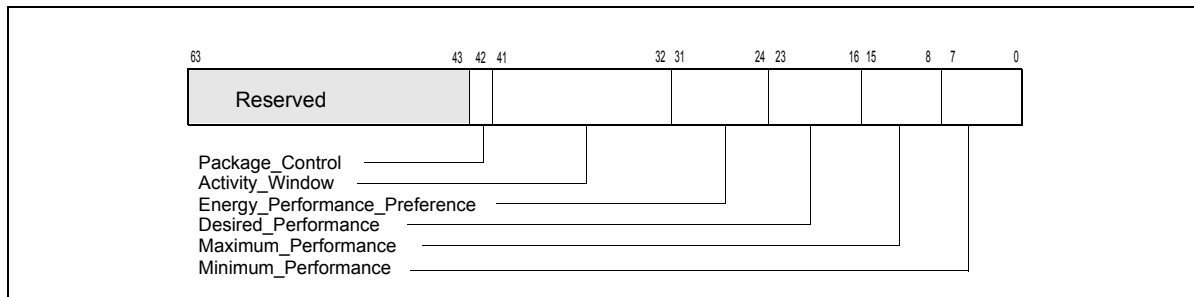 63 43 42 41 32 31 24 23 16 15 8 7 0
Reserved
Package_Control
Activity_Window
Energy_Performance_Preference
Desired_Performance
Maximum_Performance
Minimum_Performance